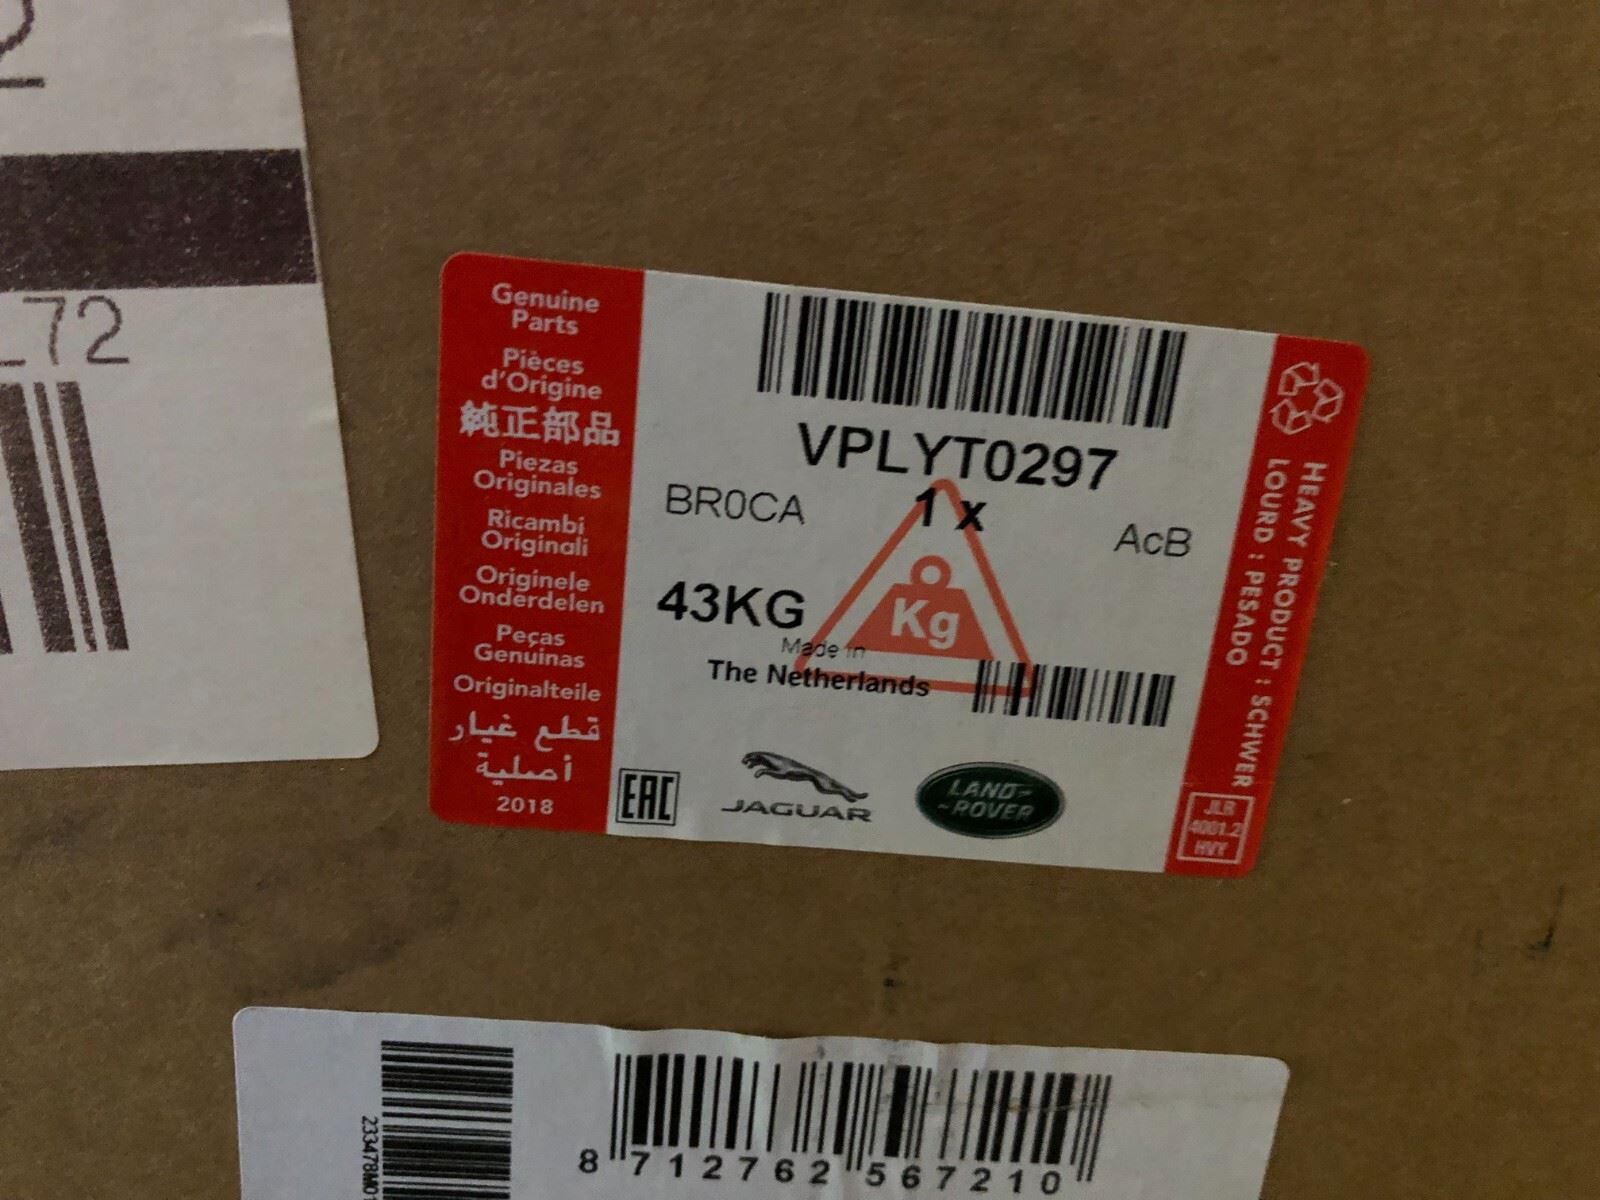 72
Genuine
Parts
Pièces
d'Origine
純正部品
Piezas
Originales
Ricambi
Originali
Originele
Onderdelen
Peças
Genuinas
Originalteile
قطع غيار
أصلية
2018
VPLYT0297
1 x
BR0CA
AcB
43KG
Kg
Made in
The Netherlands
EAC
JAGUAR
LAND-
-ROVER
HEAVY PRODUCT : SCHWER
LOURD : PESADO
JLR
4001.2
HVY
8 712762 567210